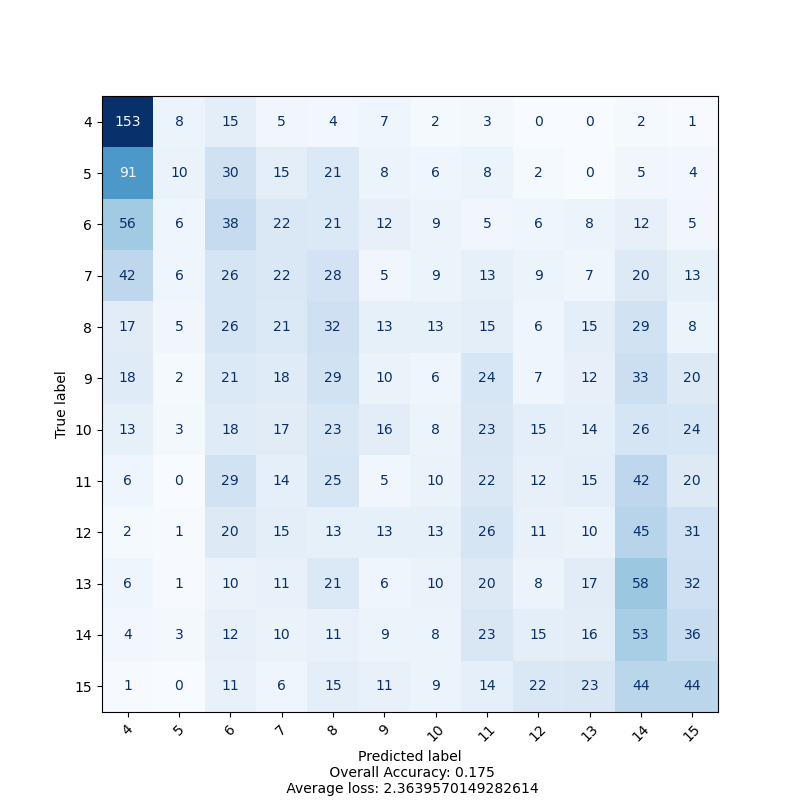 4 153 8 15 5 4 7 2 3 0 0 2 1
5 91 10 30 15 21 8 6 8 2 0 5 4
6 56 6 38 22 21 12 9 5 6 8 12 5
7 42 6 26 22 28 5 9 13 9 7 20 13
8 17 5 26 21 32 13 13 15 6 15 29 8
9 18 2 21 18 29 10 6 24 7 12 33 20
10 13 3 18 17 23 16 8 23 15 14 26 24
11 6 0 29 14 25 5 10 22 12 15 42 20
12 2 1 20 15 13 13 13 26 11 10 45 31
13 6 1 10 11 21 6 10 20 8 17 58 32
14 4 3 12 10 11 9 8 23 15 16 53 36
15 1 0 11 6 15 11 9 14 22 23 44 44
True label
4 5 6 7 8 9 10 11 12 13 14 15
Predicted label
Overall Accuracy: 0.175
Average loss: 2.3639570149282614